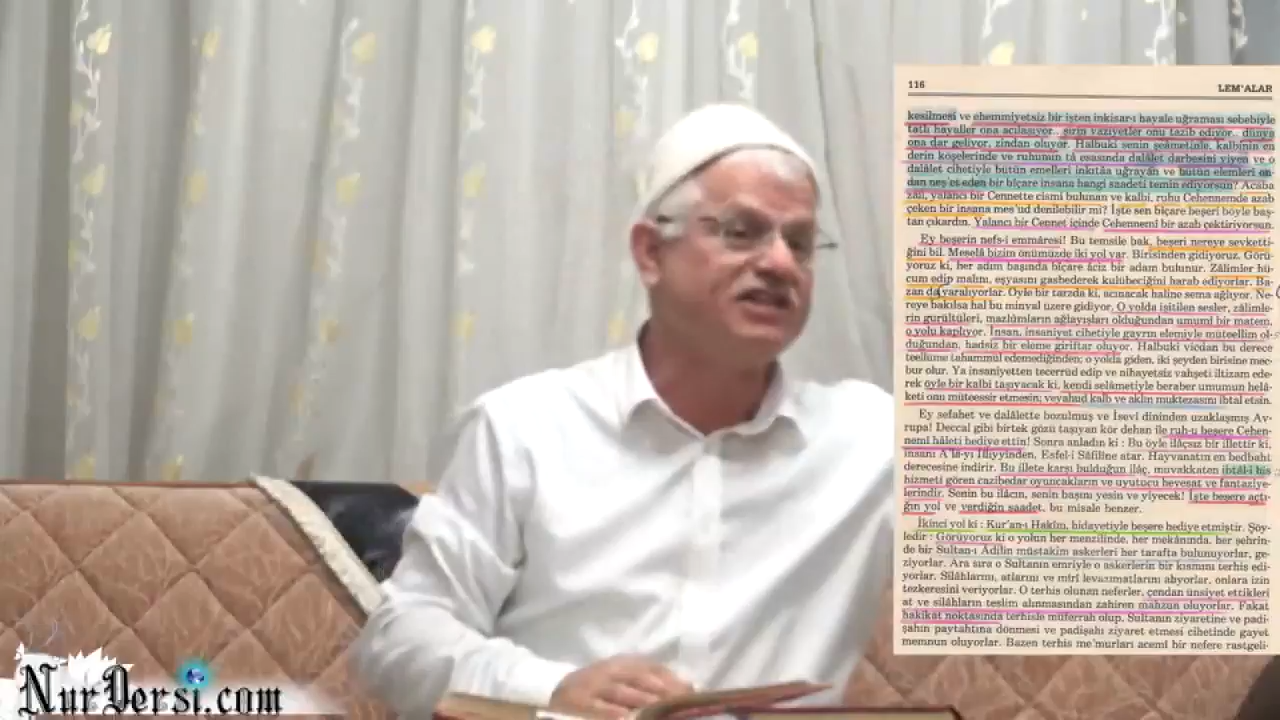 116
LEM'ALAR
kesilmesi ve ehemmiyetsiz bir işten inkisar-ı hayale uğraması sebebiyle
tatlı hayaller ona acılaşıyor.. şirin vaziyetler onu tazib ediyor.. dünya
ona dar geliyor, zindan oluyor. Halbuki senin şeâmetinle, kalbinin en
derin köşelerinde ve ruhunun tâ esasında dalâlet darbesini yiyen ve o
dalâlet cihetiyle bütün emelleri inkıtâa uğrayan ve bütün elemleri on-
dan neş'et eden bir biçare insana hangi saadeti temin ediyorsun? Acaba
zâil, yalancı bir Cennette cismi bulunan ve kalbi, ruhu Cehennemde azab
çeken bir insana mes'ud denilebilir mi? İşte sen biçare beşeri böyle baş-
tan çıkardın. Yalancı bir Cennet içinde Cehennemî bir azab çektiriyorsun.
Ey beşerin nefs-i emmâresi! Bu temsile bak, beşeri nereye sevketti-
ğini bil. Meselâ bizim önümüzde iki yol var. Birisinden gidiyoruz. Görü-
yoruz ki, her adım başında biçare âciz bir adam bulunur. Zâlimler hü-
cum edip malını, eşyasını gasbederek kulübeciğini harab ediyorlar. Ba-
zan da yaralıyorlar. Öyle bir tarzda ki, acınacak haline sema ağlıyor. Ne-
reye bakılsa hal bu minval üzere gidiyor. O yolda işitilen sesler, zâlimle-
rin gürültüleri, mazlûmların ağlayışları olduğundan umumî bir matem,
o yolu kaplıyor. İnsan, insaniyet cihetiyle gayrın elemiyle müteellim ol-
duğundan, hadsiz bir eleme giriftar oluyor. Halbuki vicdan bu derece
teellüme tahammül edemediğinden; o yolda giden, iki şeyden birisine mec-
bur olur. Ya insaniyetten tecerrüd edip ve nihayetsiz vahşeti iltizam ede-
rek öyle bir kalbi taşıyacak ki, kendi selâmetiyle beraber umumun helâ-
keti onu müteessir etmesin; veyahud kalb ve aklın muktezasını ibtal etsin.
Ey sefahet ve dalâlette bozulmuş ve İsevî dininden uzaklaşmış Av-
rupa! Deccal gibi birtek gözü taşıyan kör dehan ile ruh-u beşere Cehen-
nemî hâleti hediye ettin! Sonra anladın ki : Bu öyle ilâçsız bir illettir ki,
insanı A'lâ-yı İlliyyînden, Esfel-i Sâfilîne atar. Hayvanatın en bedbaht
derecesine indirir. Bu illete karşı bulduğun ilâç, muvakkaten ibtâl-i his
hizmeti gören cazibedar oyuncakların ve uyutucu hevesat ve fantaziye-
lerindir. Senin bu ilâcın, senin başını yesin ve yiyecek! İşte beşere açtı-
ğın yol ve verdiğin saadet, bu misale benzer.
İkinci yol ki : Kur'an-ı Hakîm, hidayetiyle beşere hediye etmiştir. Şöy-
ledir : Görüyoruz ki o yolun her menzilinde, her mekânında, her şehrin-
de bir Sultan-ı Âdilin müstakim askerleri her tarafta bulunuyorlar, ge-
ziyorlar. Ara sıra o Sultanın emriyle o askerlerin bir kısmını terhis edi-
yorlar. Silâhlarını, atlarını ve mirî levazımatlarını alıyorlar, onlara izin
tezkeresini veriyorlar. O terhis olunan neferler, çendan ünsiyet ettikleri
at ve silâhların teslim alınmasından zahiren mahzun oluyorlar. Fakat
hakikat noktasında terhisle müferrah olup, Sultanın ziyaretine ve padi-
şahın paytahtına dönmesi ve padişahı ziyaret etmesi cihetinde gayet
memnun oluyorlar. Bazen terhis me'murları acemî bir nefere rastgeli-
NurDersi.com